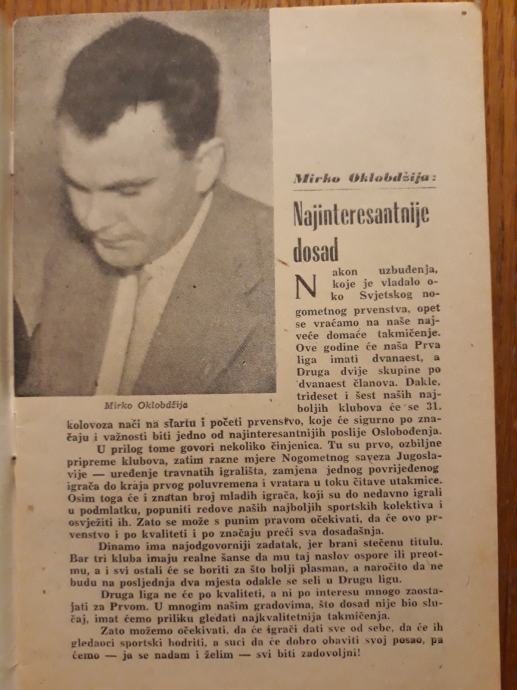 Mirko Oklobdžija:
Najinteresantnije
dosad
Mirko Oklobdžija
Nakon uzbuđenja,
koje je vladalo o-
ko Svjetskog no-
gometnog prvenstva, opet
se vraćamo na naše naj-
veće domaće takmičenje.
Ove godine će naša Prva
liga imati dvanaest, a
Druga dvije skupine po
dvanaest članova. Dakle,
trideset i šest naših naj-
boljih klubova će se 31.
kolovoza nači na startu i početi prvenstvo, koje će sigurno po zna-
čaju i važnosti biti jedno od najinteresantnijih poslije Oslobođenja.
U prilog tome govori nekoliko činjenica. Tu su prvo, ozbiljne
pripreme klubova, zatim razne mjere Nogometnog saveza Jugosla-
vije — uređenje travnatih igrališta, zamjena jednog povrijeđenog
igrača do kraja prvog poluvremena i vratara u toku čitave utakmice.
Osim toga će i znatan broj mladih igrača, koji su do nedavno igrali
u podmlatku, popuniti redove naših najboljih sportskih kolektiva i
osvježiti ih. Zato se može s punim pravom očekivati, da će ovo pr-
venstvo i po kvaliteti i po značaju preći sva dosadašnja.
Dinamo ima najodgovorniji zadatak, jer brani stečenu titulu.
Bar tri kluba imaju realne šanse da mu taj naslov ospore ili preot-
mu, a i svi ostali će se boriti za što bolji plasman, a naročito da ne
budu na posljednja dva mjesta odakle se seli u Drugu ligu.
Druga liga ne će po kvaliteti, a ni po interesu mnogo zaosta-
jati za Prvom. U mnogim našim gradovima, što dosad nije bio slu-
čaj, imat ćemo priliku gledati najkvalitetnija takmičenja.
Zato možemo očekivati, da će igrači dati sve od sebe, da će ih
gledaoci sportski bodriti, a suci da će dobro obaviti svoj posao, pa
ćemo — ja se nadam i želim — svi biti zadovoljni!